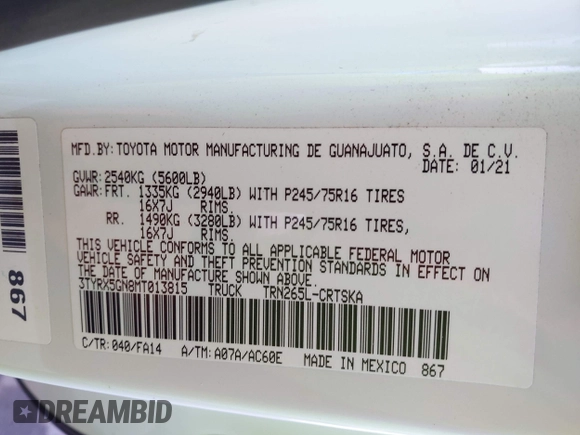 MFD.BY:TOYOTA MOTOR MANUFACTURING DE GUANAJUATO, S.A. DE C.V.
DATE: 01/21
GVWR:2540KG (5600LB)
GAWR:FRT. 1335KG (2940LB) WITH P245/75R16 TIRES
16X7J RIMS.
RR. 1490KG (3280LB) WITH P245/75R16 TIRES,
16X7J RIMS.
THIS VEHICLE CONFORMS TO ALL APPLICABLE FEDERAL MOTOR
VEHICLE SAFETY AND THEFT PREVENTION STANDARDS IN EFFECT ON
THE DATE OF MANUFACTURE SHOWN ABOVE.
3TYRX5GN8MT013815 TRUCK TRN265L-CRTSKA
C/TR:040/FA14 A/TM:A07A/AC60E MADE IN MEXICO 867
867
DREAMBID